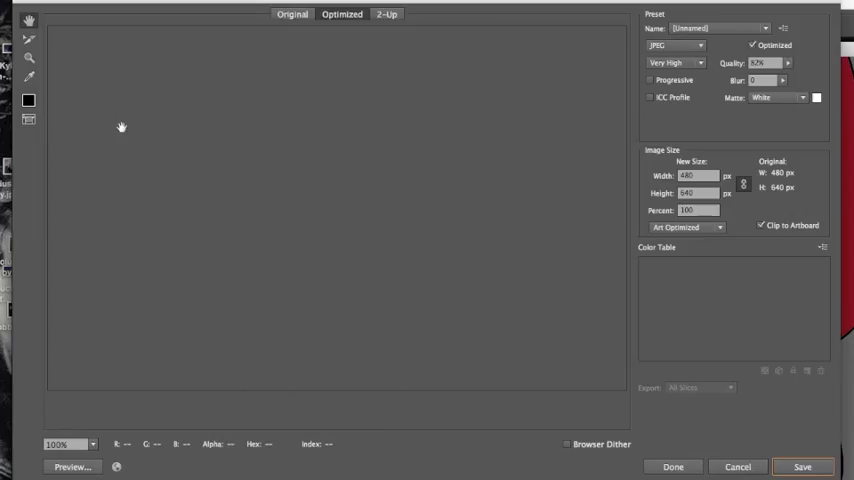 Original Optimized 2-Up
Preset
Name: [Unnamed]
JPEG Optimized
Very High Quality: 82%
Progressive Blur: 0
ICC Profile Matte: White
Image Size
New Size: Original:
Width: 480 px W: 480 px
Height: 640 px H: 640 px
Percent: 100
Art Optimized Clip to Artboard
Color Table
Export: All Slices
100% R: -- G: -- B: -- Alpha: -- Hex: -- Index: -- Browser Dither
Preview... Done Cancel Save